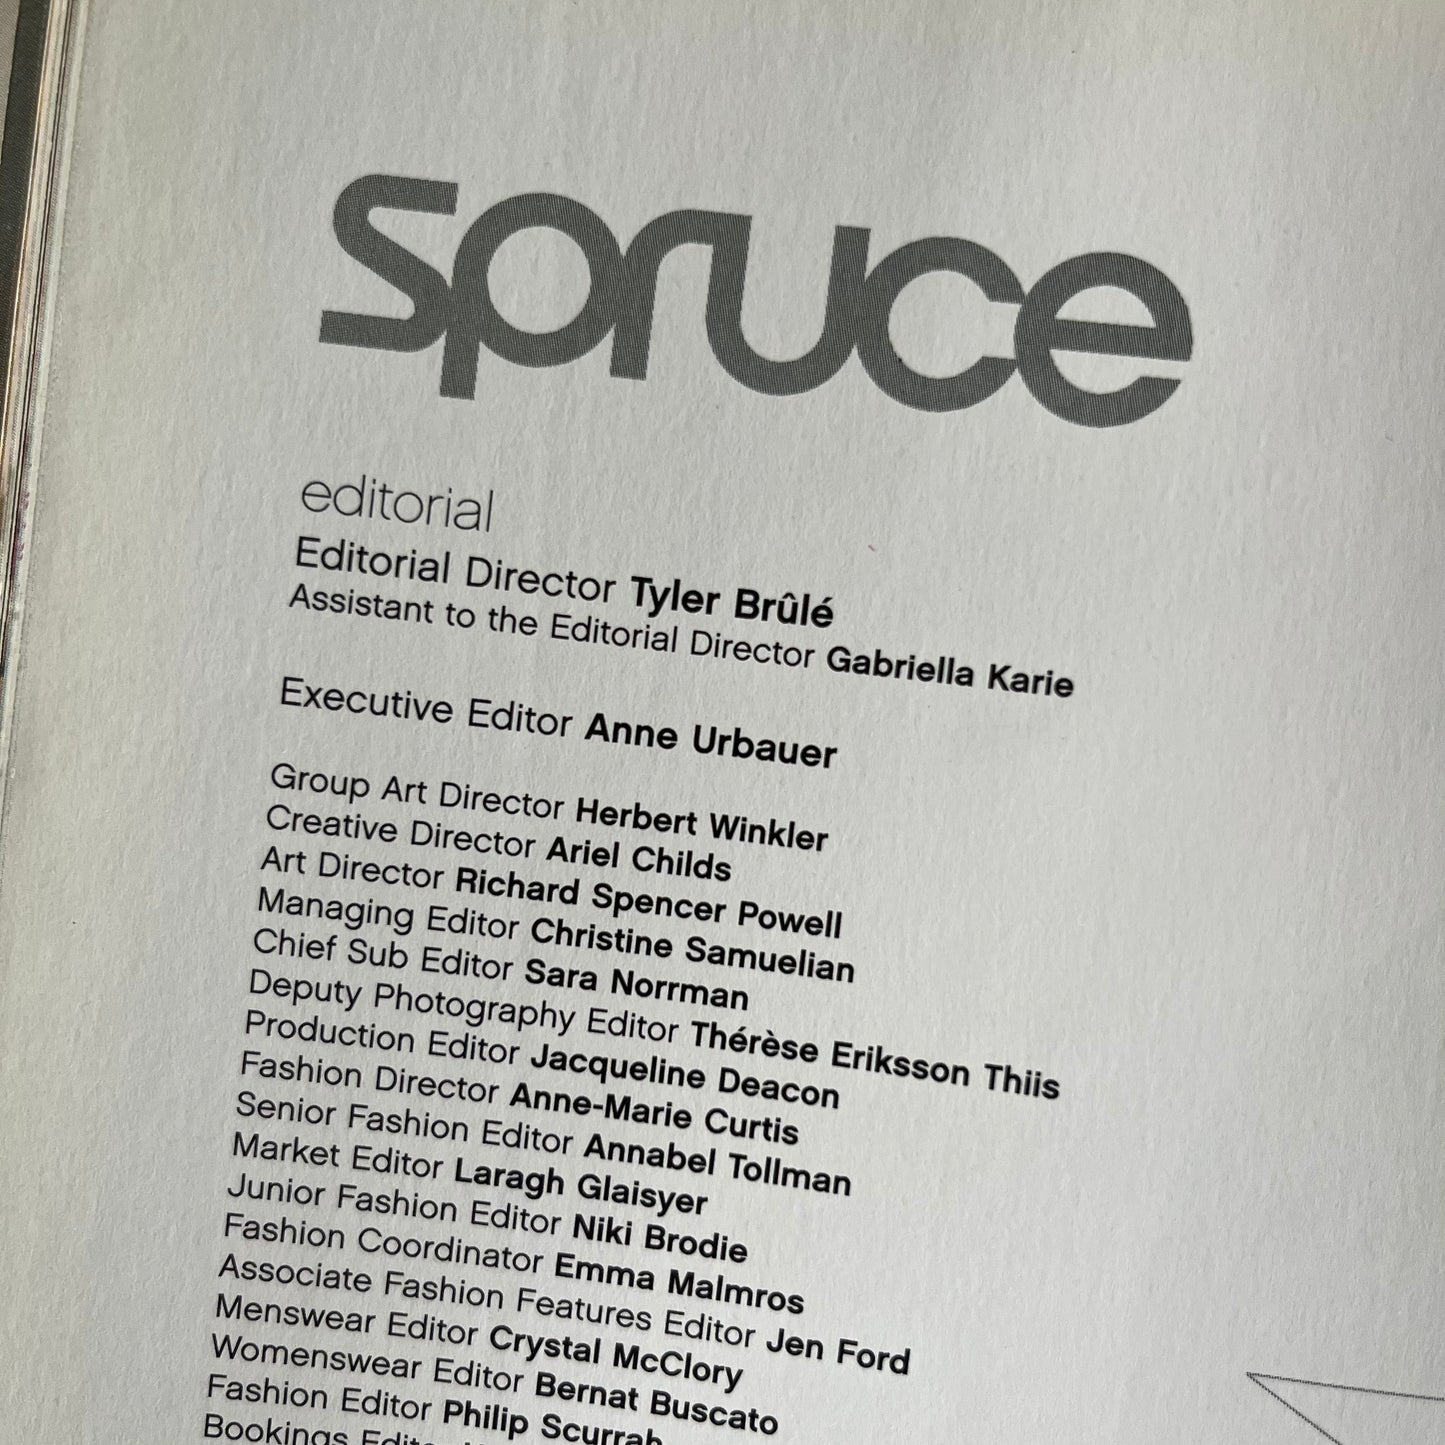 spruce
editorial
Editorial Director Tyler Brûlé
Assistant to the Editorial Director Gabriella Karie
Executive Editor Anne Urbauer
Group Art Director Herbert Winkler
Creative Director Ariel Childs
Art Director Richard Spencer Powell
Managing Editor Christine Samuelian
Chief Sub Editor Sara Norrman
Deputy Photography Editor Thérèse Eriksson Thiis
Production Editor Jacqueline Deacon
Fashion Director Anne-Marie Curtis
Senior Fashion Editor Annabel Tollman
Market Editor Laragh Glaisyer
Junior Fashion Editor Niki Brodie
Fashion Coordinator Emma Malmros
Associate Fashion Features Editor Jen Ford
Menswear Editor Crystal McClory
Womenswear Editor Bernat Buscato
Fashion Editor Philip Scurrah
Bookings